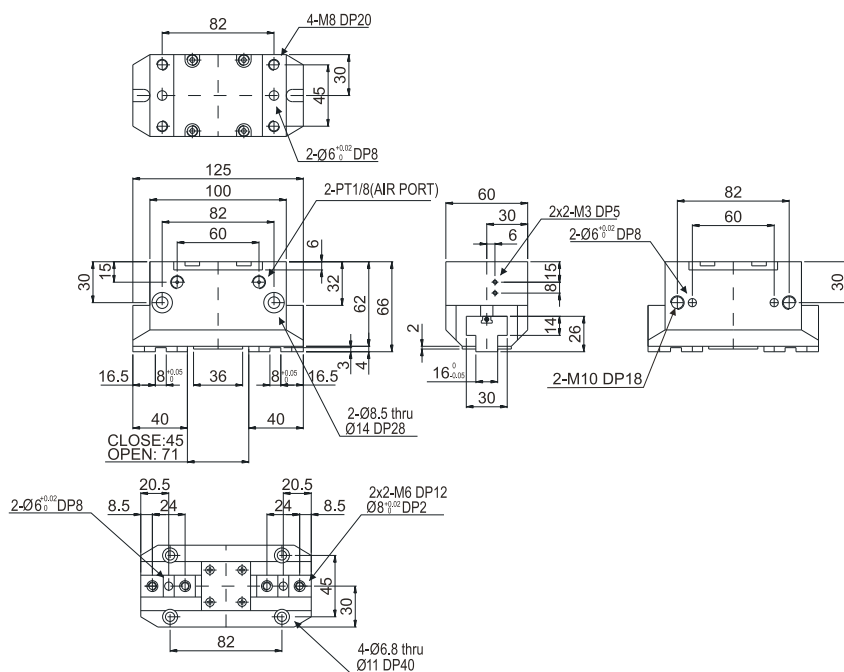 82
4-M8 DP20
30
45
2-Ø6 +0.02 0 DP8
125
100
82
60
2-PT1/8(AIR PORT)
6
30
15
32
62
66
3
4
16.5
8 +0.05 0
36
8 +0.05 0
16.5
40
40
CLOSE:45
OPEN: 71
2-Ø8.5 thru
Ø14 DP28
60
30
6
2x2-M3 DP5
15
8
14
26
2
16 0 -0.05
30
82
60
2-Ø6 +0.02 0 DP8
30
2-M10 DP18
20.5
20.5
8.5
24
24
8.5
2-Ø6 +0.02 0 DP8
2x2-M6 DP12
Ø8 +0.02 0 DP2
45
30
82
4-Ø6.8 thru
Ø11 DP40